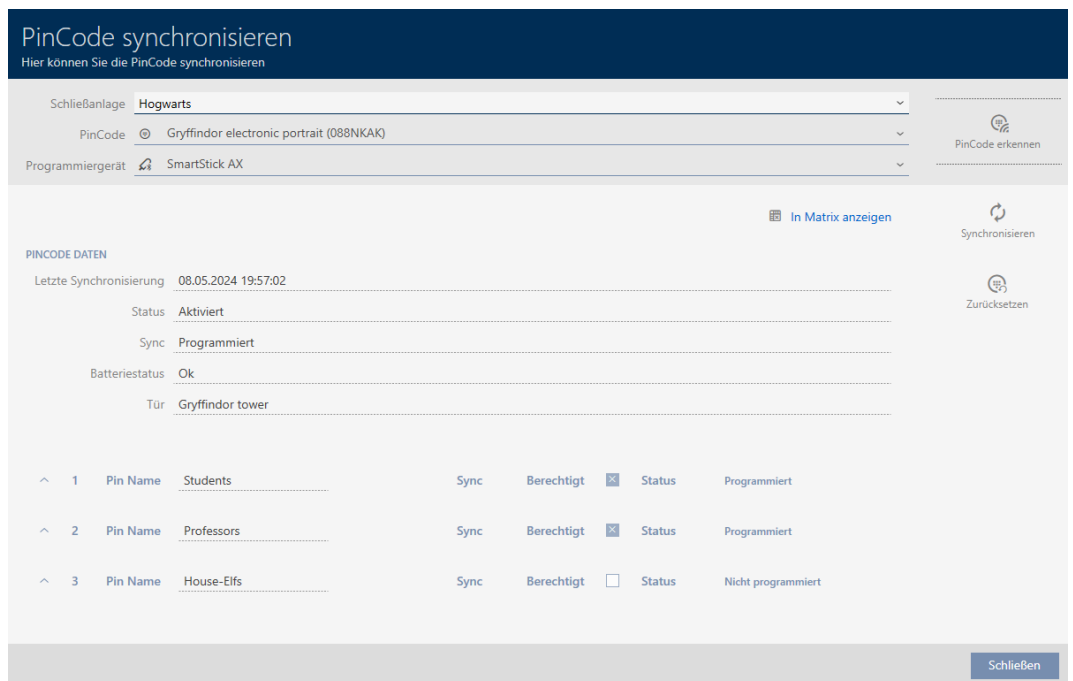 PinCode synchronisieren
Hier können Sie die PinCode synchronisieren
Schließanlage Hogwarts
PinCode Gryffindor electronic portrait (088NKAK)
Programmiergerät SmartStick AX
PinCode erkennen
In Matrix anzeigen
Synchronisieren
Zurücksetzen
PINCODE DATEN
Letzte Synchronisierung 08.05.2024 19:57:02
Status Aktiviert
Sync Programmiert
Batteriestatus Ok
Tür Gryffindor tower
1 Pin Name Students Sync Berechtigt Status Programmiert
2 Pin Name Professors Sync Berechtigt Status Programmiert
3 Pin Name House-Elfs Sync Berechtigt Status Nicht programmiert
Schließen